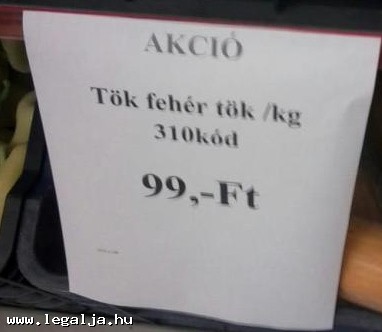 AKCIÓ
Tök fehér tök /kg
310kód
99,-Ft
www.legalja.hu